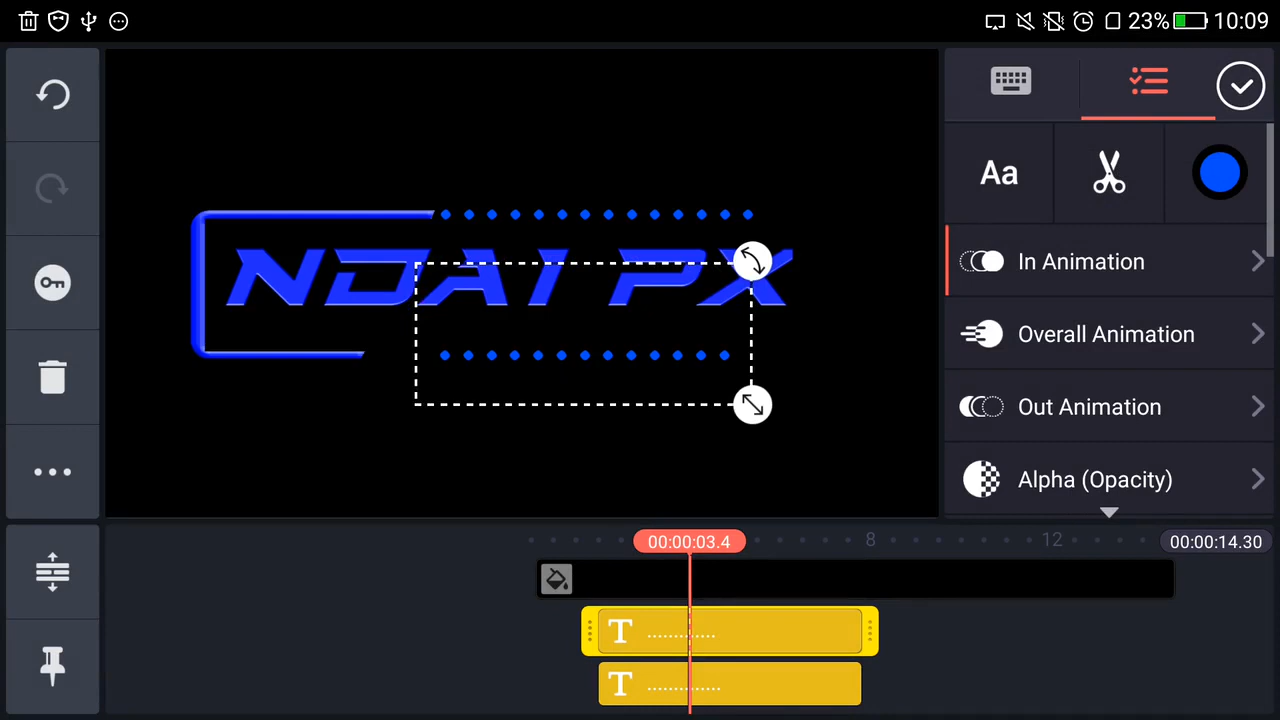 23% 10:09
Aa
NDAI PX
In Animation
Overall Animation
Out Animation
Alpha (Opacity)
00:00:03.4 8 12 00:00:14.30
T .............
T ..............